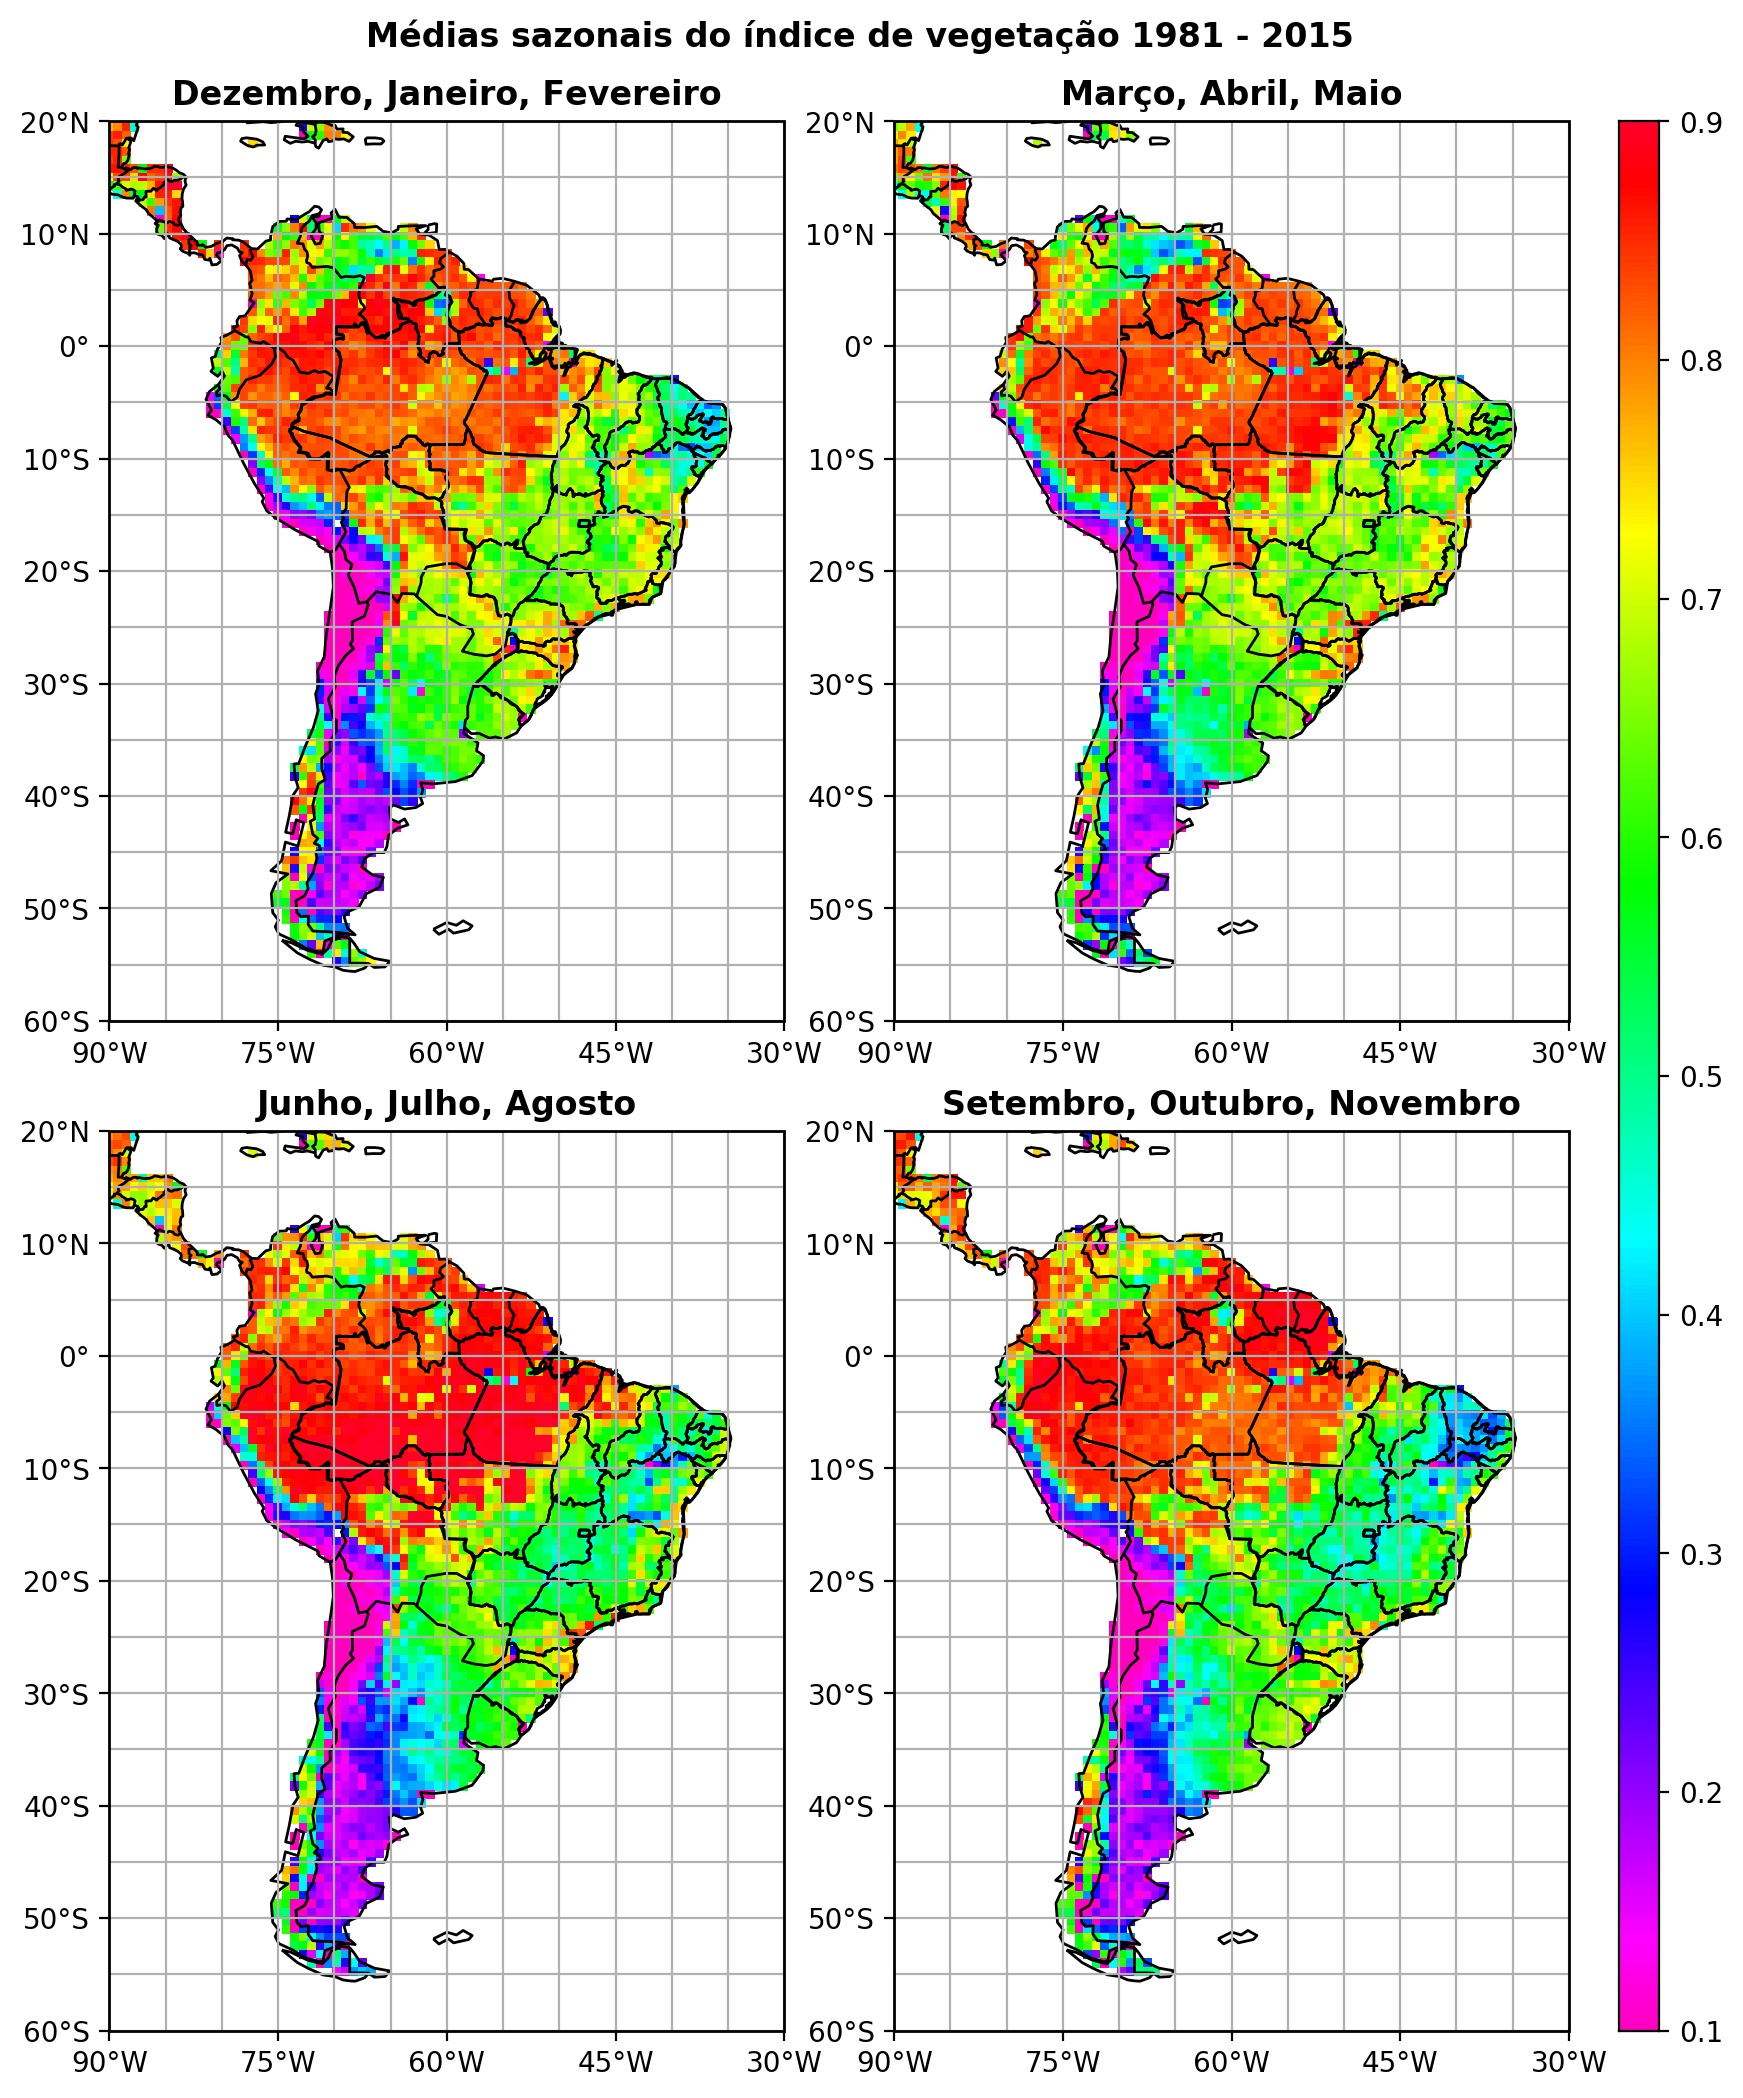 Médias sazonais do índice de vegetação 1981 - 2015
Dezembro, Janeiro, Fevereiro
20°N
10°N
0°
10°S
20°S
30°S
40°S
50°S
60°S
90°W 75°W 60°W 45°W 30°W
Março, Abril, Maio
20°N
10°N
0°
10°S
20°S
30°S
40°S
50°S
60°S
90°W 75°W 60°W 45°W 30°W
Junho, Julho, Agosto
20°N
10°N
0°
10°S
20°S
30°S
40°S
50°S
60°S
90°W 75°W 60°W 45°W 30°W
Setembro, Outubro, Novembro
20°N
10°N
0°
10°S
20°S
30°S
40°S
50°S
60°S
90°W 75°W 60°W 45°W 30°W
0.9
0.8
0.7
0.6
0.5
0.4
0.3
0.2
0.1